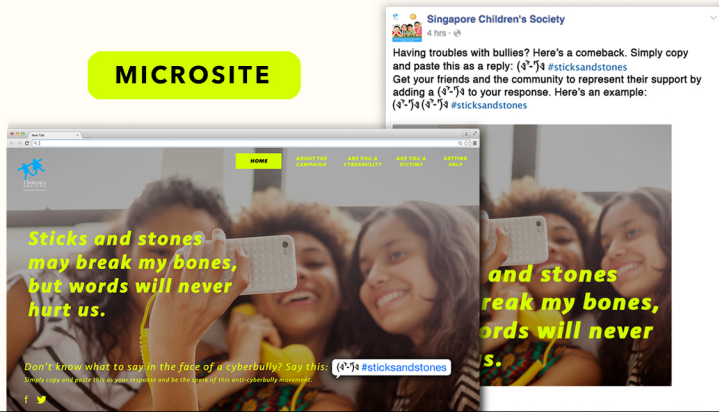 MICROSITE
Singapore Children's Society
4 hrs
Having troubles with bullies? Here's a comeback. Simply copy
and paste this as a reply: (ง'̀-'́)ง #sticksandstones
Get your friends and the community to represent their support by
adding a (ง'̀-'́)ง to your response. Here's an example:
(ง'̀-'́)ง (ง'̀-'́)ง #sticksandstones
New Tab
HOME
ABOUT THE
CAMPAIGN
ARE YOU A
CYBERBULLY?
ARE YOU A
VICTIM?
GETTING
HELP
Sticks and stones
may break my bones,
but words will never
hurt us.
and stones
reak my bones,
ords will never
s.
Don't know what to say in the face of a cyberbully? Say this: (ง'̀-'́)ง #sticksandstones
Simply copy and paste this as your response and be the spark of this anti-cyberbully movement.